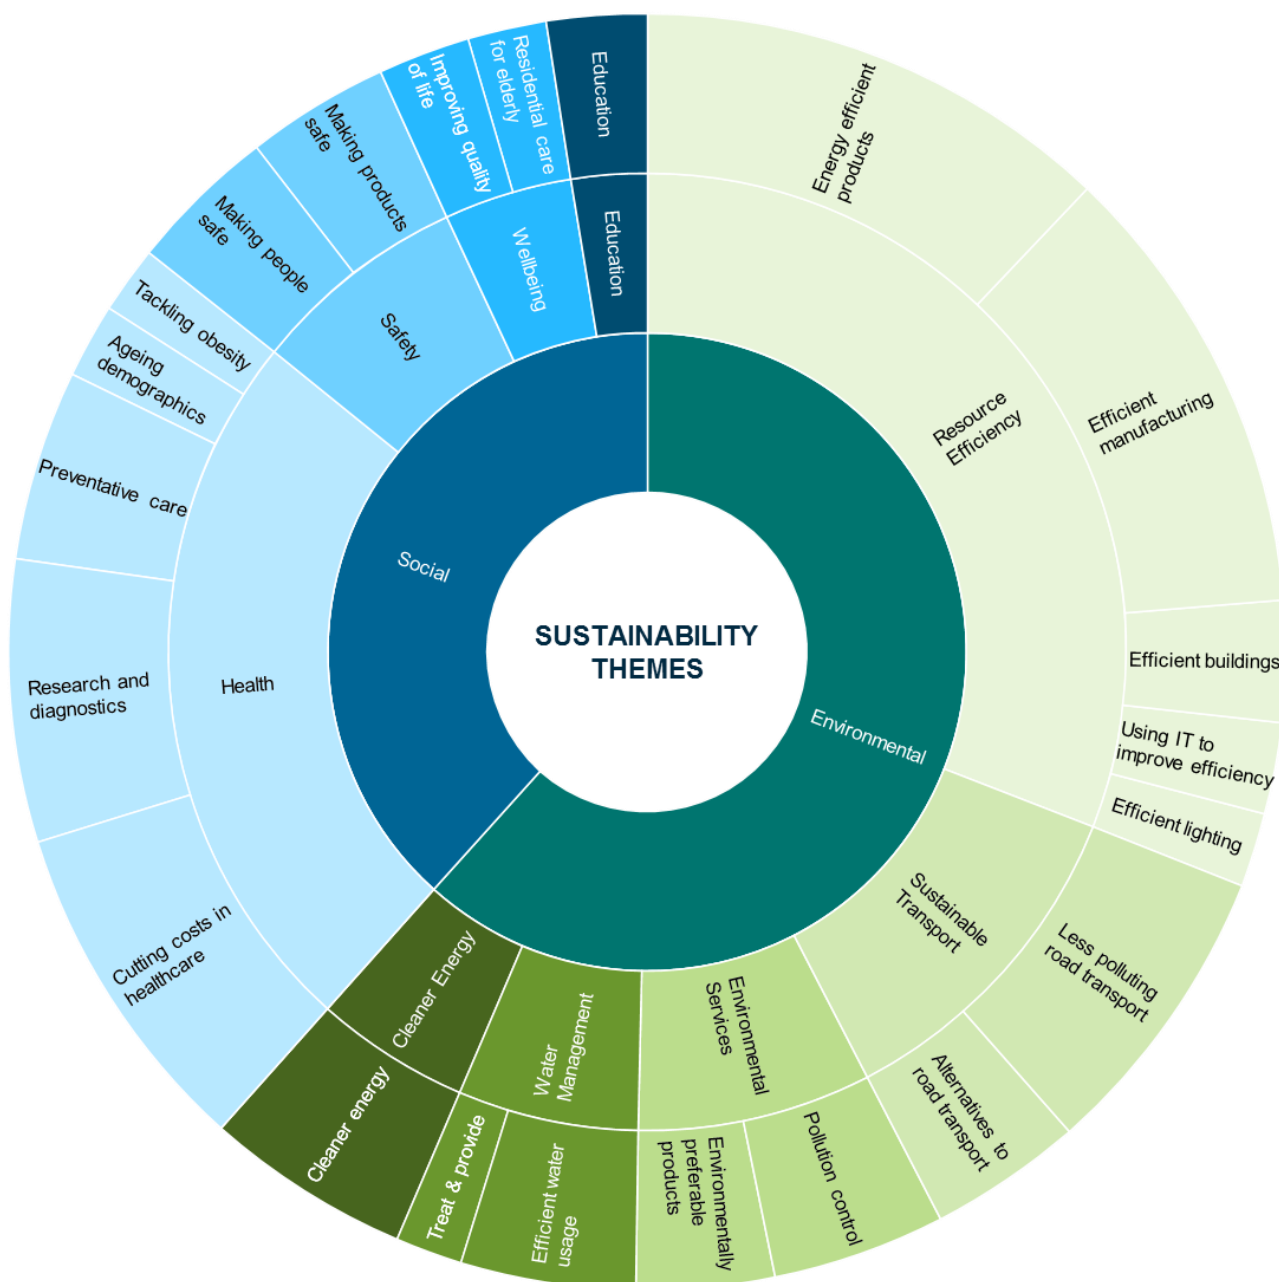 SUSTAINABILITY
THEMES
Environmental
Social
Resource
Efficiency
Energy efficient
products
Efficient
manufacturing
Efficient buildings
Using IT to
improve efficiency
Efficient lighting
Sustainable
Transport
Less polluting
road transport
Alternatives to
road transport
Environmental
Services
Pollution control
Environmentally
preferable
products
Water
Management
Efficient water
usage
Treat & provide
Cleaner Energy
Cleaner energy
Health
Cutting costs in
healthcare
Research and
diagnostics
Preventative care
Ageing
demographics
Tackling obesity
Safety
Making people
safe
Making products
safe
Wellbeing
Improving quality
of life
Residential care
for elderly
Education
Education